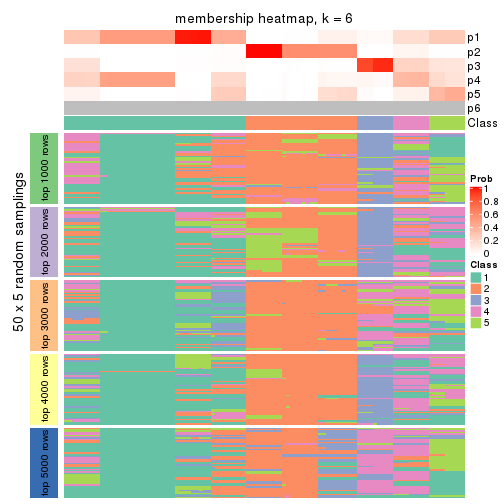 membership heatmap, k = 6
p1
p2
p3
p4
p5
p6
Class
50 x 5 random samplings
top 1000 rows
top 2000 rows
top 3000 rows
top 4000 rows
top 5000 rows
Prob
1
0.8
0.6
0.4
0.2
0
Class
1
2
3
4
5